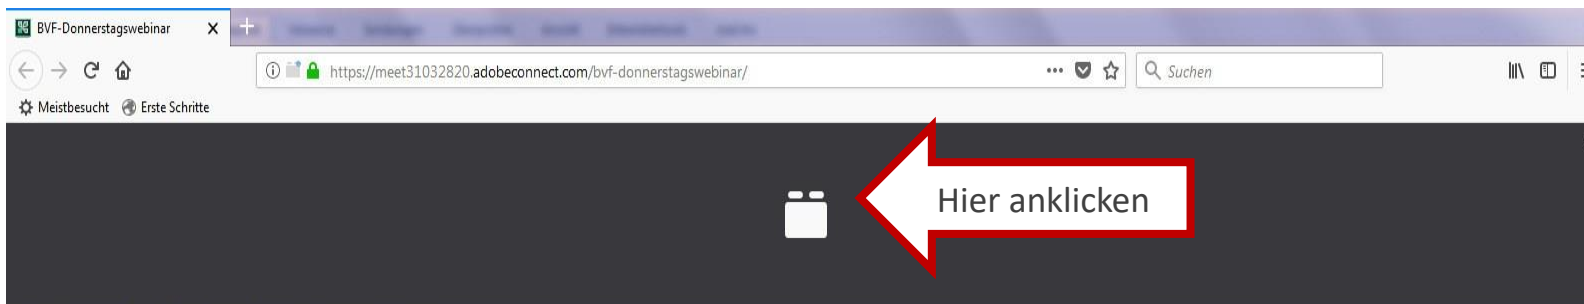 BVF-Donnerstagswebinar
https://meet31032820.adobeconnect.com/bvf-donnerstagswebinar/
Suchen
Meistbesucht Erste Schritte
Hier anklicken